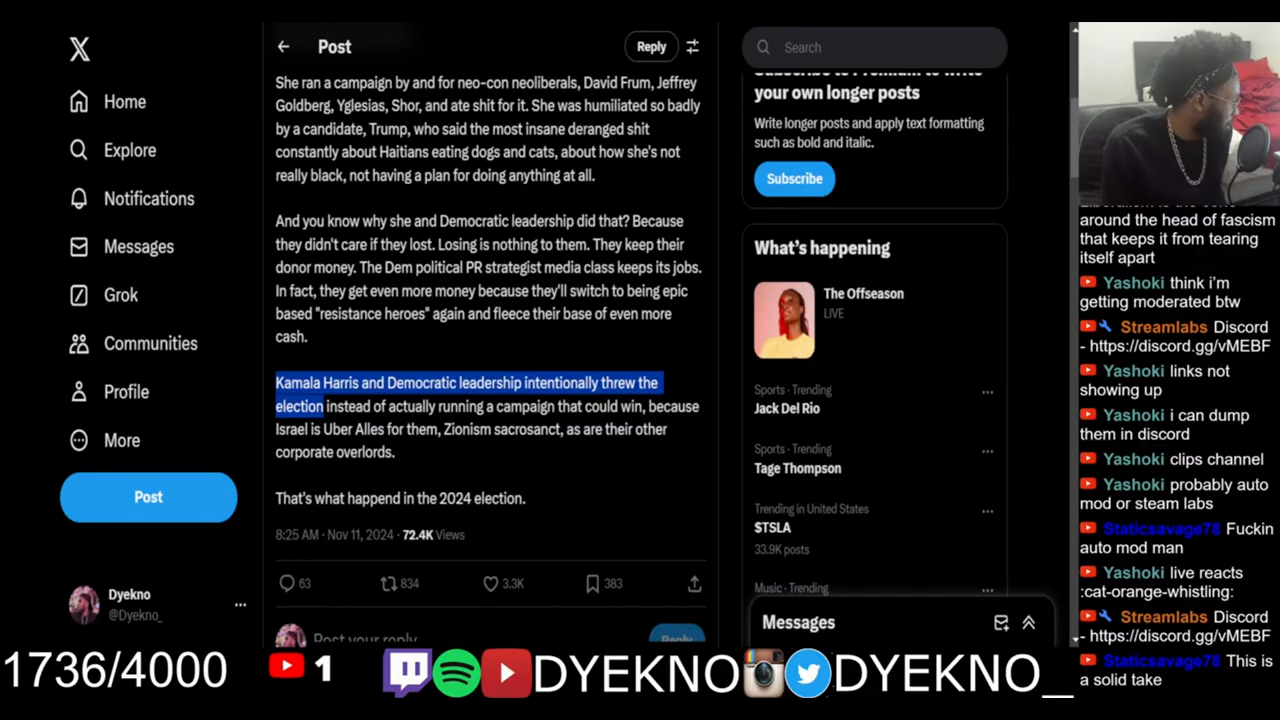 Home
Explore
Notifications
Messages
Grok
Communities
Profile
More
Post
Dyekno
@Dyekno_
Post
Reply
She ran a campaign by and for neo-con neoliberals, David Frum, Jeffrey
Goldberg, Yglesias, Shor, and ate shit for it. She was humiliated so badly
by a candidate, Trump, who said the most insane deranged shit
constantly about Haitians eating dogs and cats, about how she's not
really black, not having a plan for doing anything at all.
And you know why she and Democratic leadership did that? Because
they didn't care if they lost. Losing is nothing to them. They keep their
donor money. The Dem political PR strategist media class keeps its jobs.
In fact, they get even more money because they'll switch to being epic
based "resistance heroes" again and fleece their base of even more
cash.
Kamala Harris and Democratic leadership intentionally threw the
election instead of actually running a campaign that could win, because
Israel is Uber Alles for them, Zionism sacrosanct, as are their other
corporate overlords.
That's what happend in the 2024 election.
8:25 AM · Nov 11, 2024 · 72.4K Views
63
834
3.3K
383
Post your reply
Reply
Search
Subscribe to Premium to write
your own longer posts
Write longer posts and apply text formatting
such as bold and italic.
Subscribe
What's happening
The Offseason
LIVE
Sports · Trending
Jack Del Rio
Sports · Trending
Tage Thompson
Trending in United States
$TSLA
33.9K posts
Music · Trending
Messages
around the head of fascism
that keeps it from tearing
itself apart
Yashoki think i'm
getting moderated btw
Streamlabs Discord
- https://discord.gg/vMEBF
Yashoki links not
showing up
Yashoki i can dump
them in discord
Yashoki clips channel
Yashoki probably auto
mod or steam labs
Staticsavage78 Fuckin
auto mod man
Yashoki live reacts
:cat-orange-whistling:
Streamlabs Discord
- https://discord.gg/vMEBF
Staticsavage78 This is
a solid take
1736/4000
1
DYEKNO
DYEKNO_